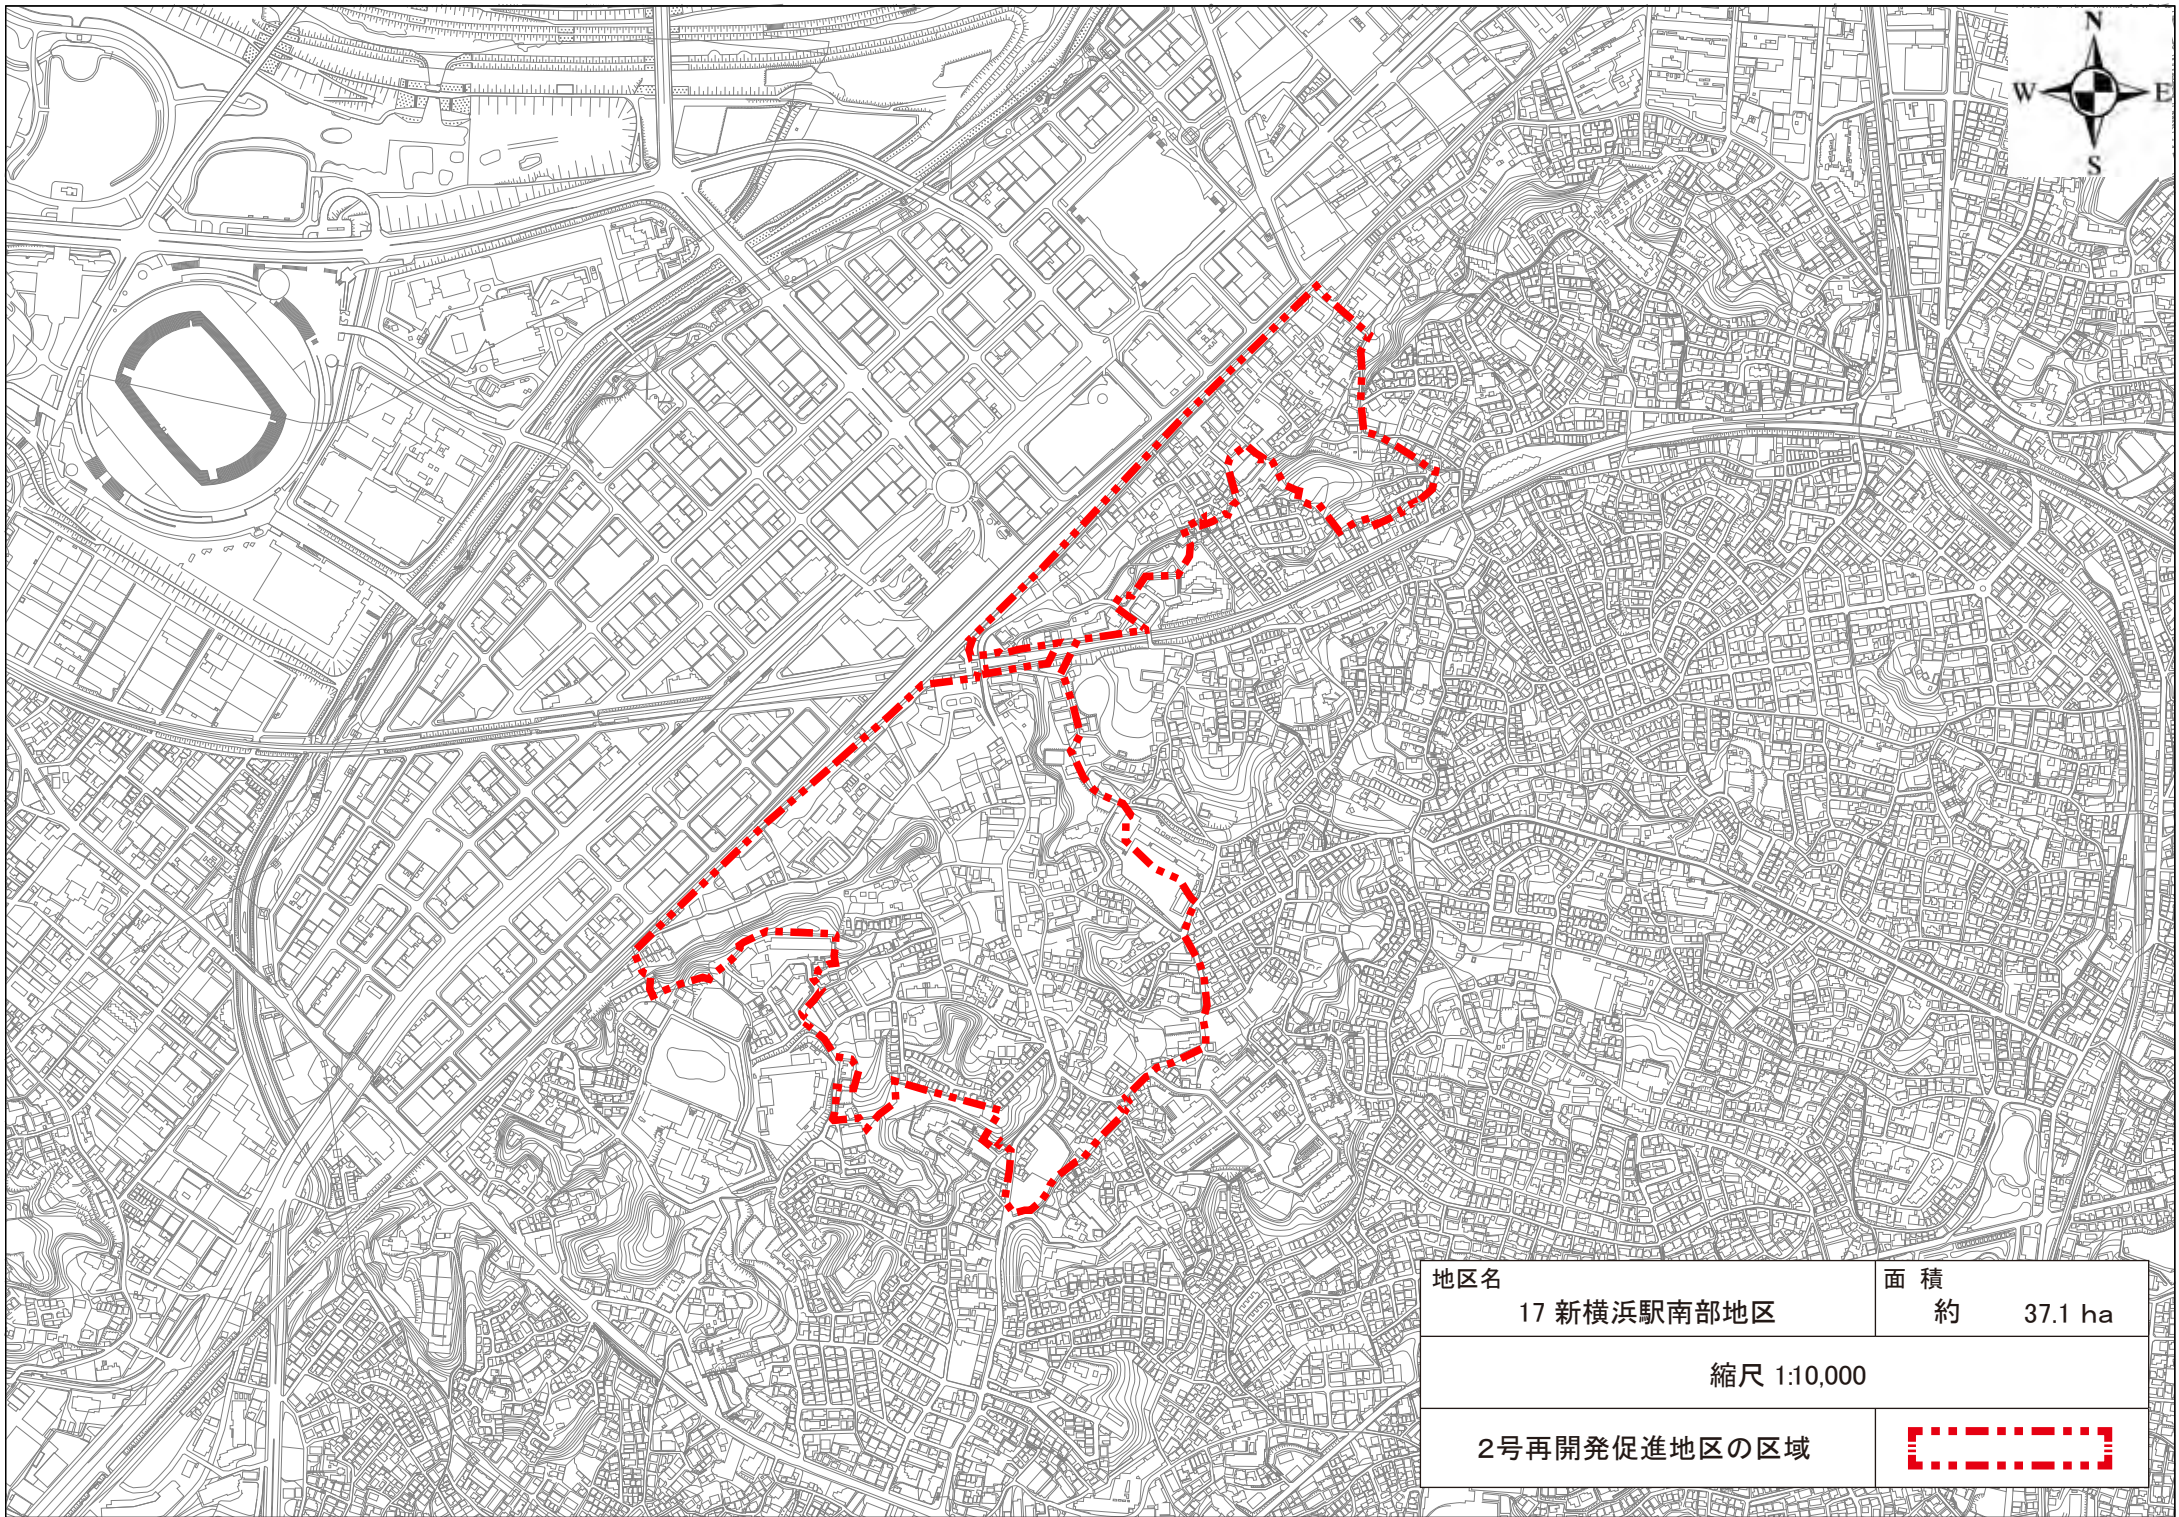 N
W E
S
地区名
17 新横浜駅南部地区
面 積
約 37.1 ha
縮尺 1:10,000
2号再開発促進地区の区域